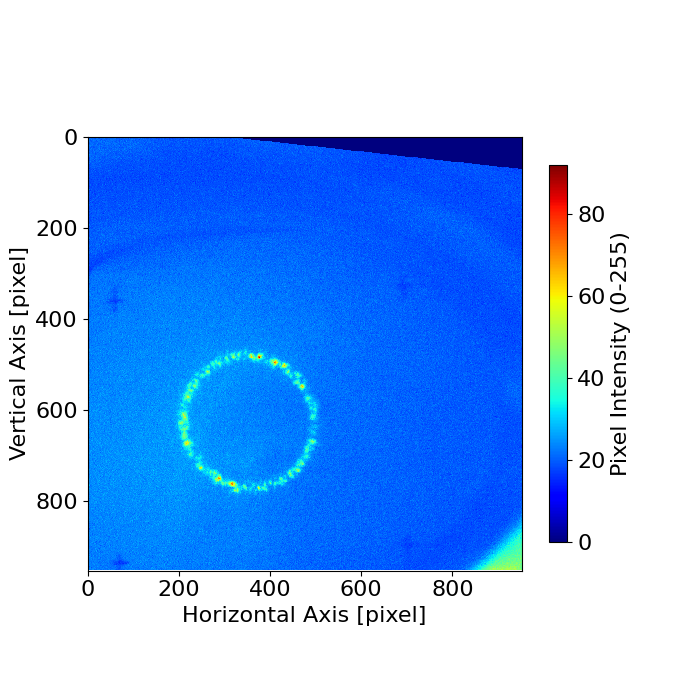 0
200
400
600
800
Vertical Axis [pixel]
0 200 400 600 800
Horizontal Axis [pixel]
80
60
40
20
0
Pixel Intensity (0-255)